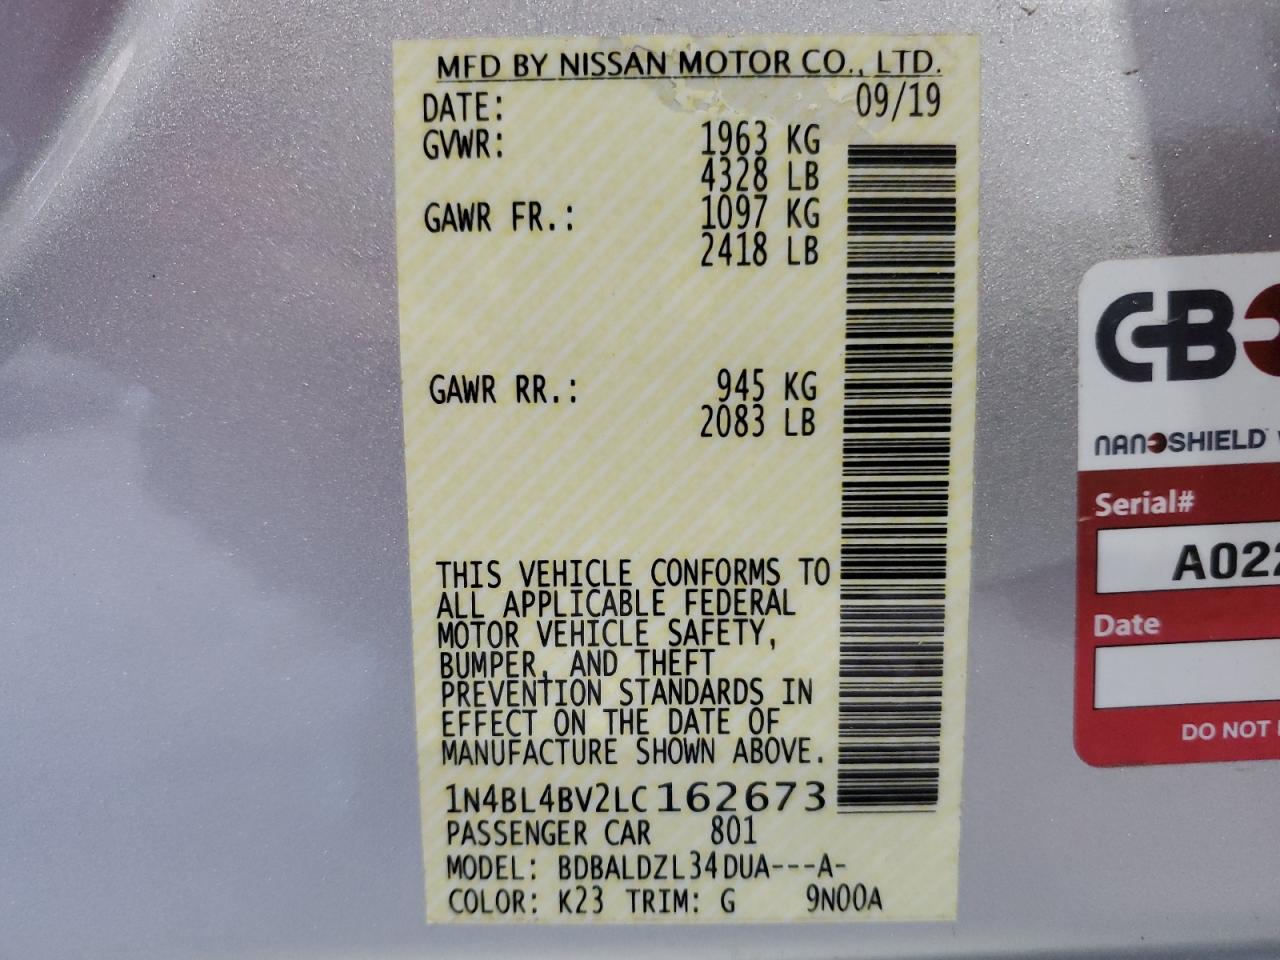 MFD BY NISSAN MOTOR CO., LTD.
DATE: 09/19
GVWR: 1963 KG
4328 LB
GAWR FR.: 1097 KG
2418 LB
GAWR RR.: 945 KG
2083 LB
THIS VEHICLE CONFORMS TO
ALL APPLICABLE FEDERAL
MOTOR VEHICLE SAFETY,
BUMPER, AND THEFT
PREVENTION STANDARDS IN
EFFECT ON THE DATE OF
MANUFACTURE SHOWN ABOVE.
1N4BL4BV2LC162673
PASSENGER CAR 801
MODEL: BDBALDZL34DUA---A-
COLOR: K23 TRIM: G 9N00A
NANOSHIELD
Serial#
A022
Date
DO NOT